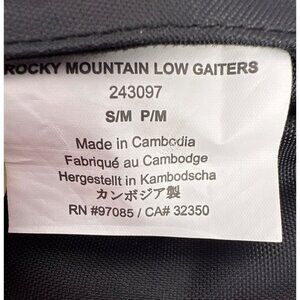 ROCKY MOUNTAIN LOW GAITERS
243097
S/M P/M
Made in Cambodia
Fabriqué au Cambodge
Hergestellt in Kambodscha
カンボジア製
RN #97085 / CA# 32350